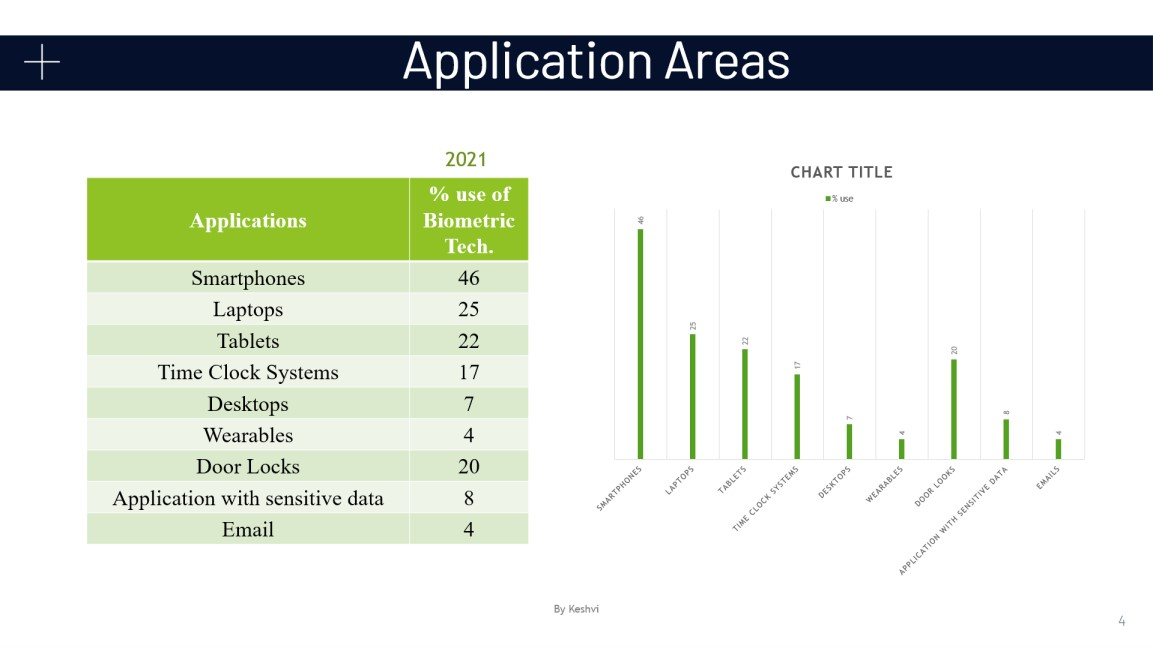 Application Areas
2021
Applications
% use of
Biometric
Tech.
Smartphones 46
Laptops 25
Tablets 22
Time Clock Systems 17
Desktops 7
Wearables 4
Door Locks 20
Application with sensitive data 8
Email 4
CHART TITLE
% use
46
25
22
17
7
4
20
8
4
SMARTPHONES
LAPTOPS
TABLETS
TIME CLOCK SYSTEMS
DESKTOPS
WEARABLES
DOOR LOOKS
APPLICATION WITH SENSITIVE DATA
EMAILS
By Keshvi
4